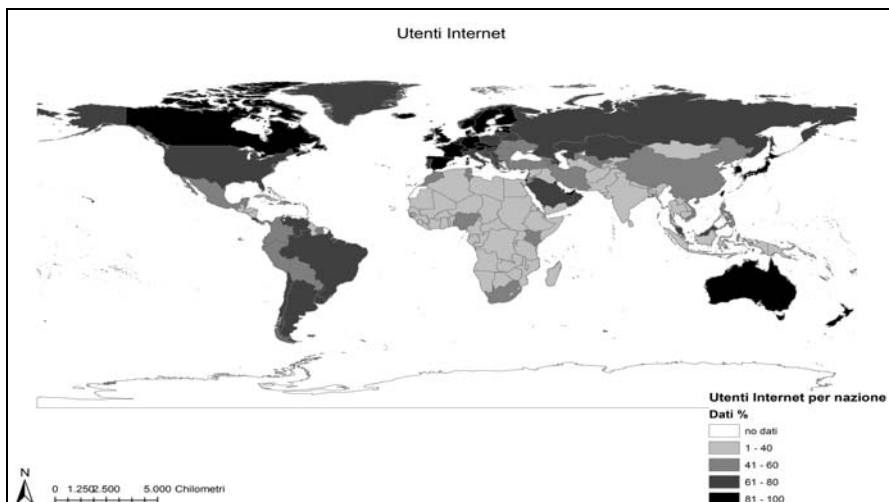 Utenti Internet
Utenti Internet per nazione
Dati %
no dati
1 - 40
41 - 60
61 - 80
81 - 100
N
0 1.250 2.500 5.000 Chilometri